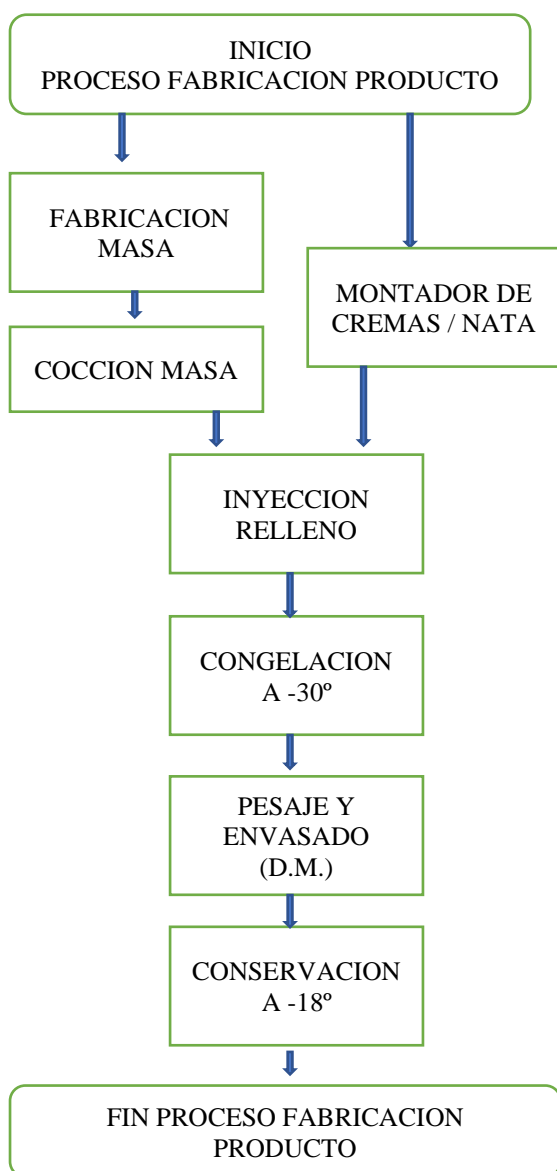 INICIO
PROCESO FABRICACION PRODUCTO
FABRICACION
MASA
MONTADOR DE
CREMAS / NATA
COCCION MASA
INYECCION
RELLENO
CONGELACION
A -30º
PESAJE Y
ENVASADO
(D.M.)
CONSERVACION
A -18º
FIN PROCESO FABRICACION
PRODUCTO